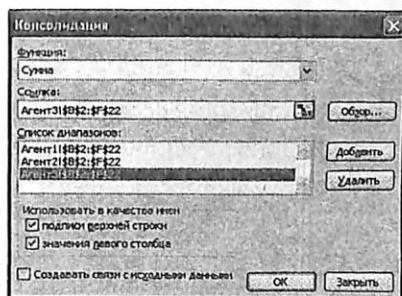 Консолидация
Функция:
Сумма
Ссылка:
Агент3!$B$2:$F$22
Обзор...
Список диапазонов:
Агент1!$B$2:$F$22
Агент2!$B$2:$F$22
Агент3!$B$2:$F$22
Добавить
Удалить
Использовать в качестве имен
подписи верхней строки
значения левого столбца
Создавать связи с исходными данными
OK
Закрыть